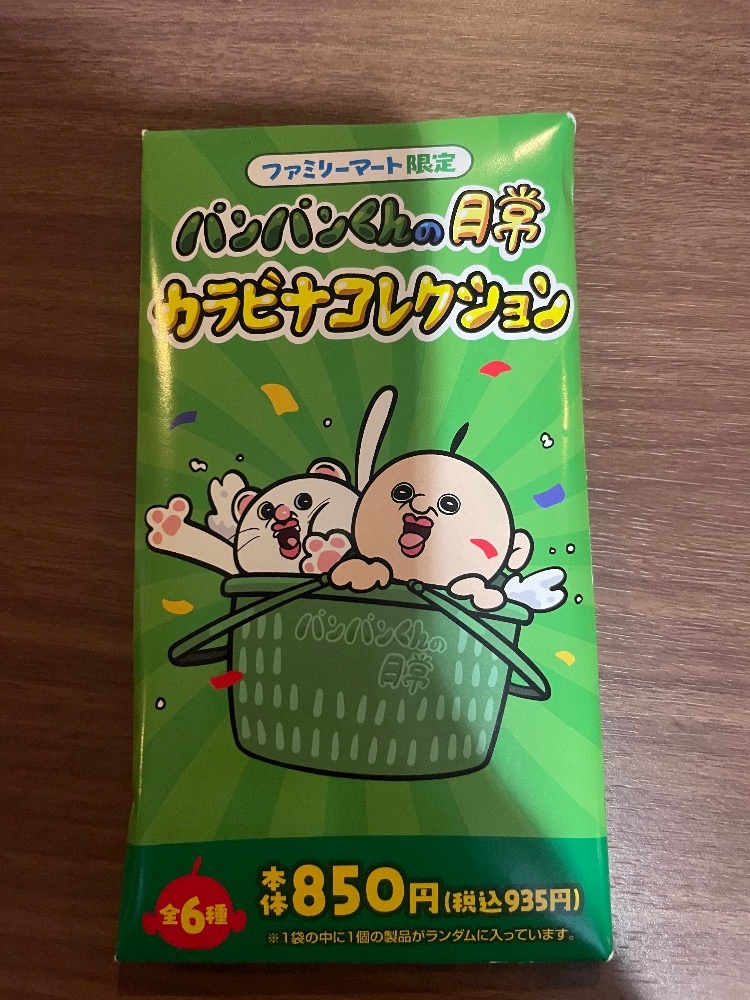 ファミリーマート限定
パンパンくんの日常
カラビナコレクション
パンパンくんの
日常
全6種
本体850円(税込935円)
※1袋の中に1個の製品がランダムに入っています。